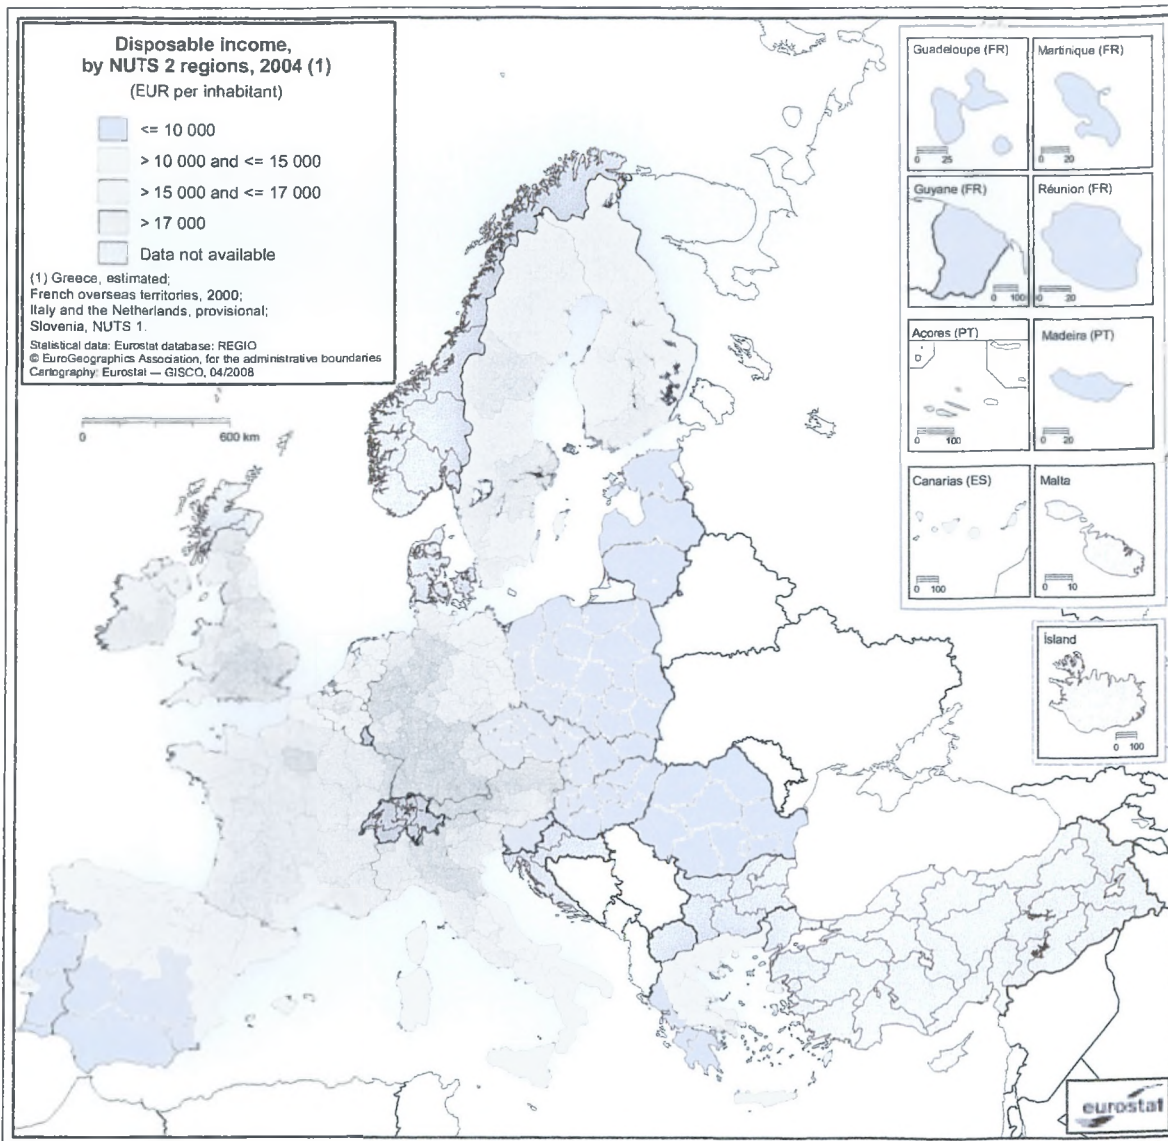 Disposable income,
by NUTS 2 regions, 2004 (1)
(EUR per inhabitant)
<= 10 000
> 10 000 and <= 15 000
> 15 000 and <= 17 000
> 17 000
Data not available
(1) Greece, estimated;
French overseas territories, 2000;
Italy and the Netherlands, provisional;
Slovenia, NUTS 1.
Statistical data: Eurostat database: REGIO
© EuroGeographics Association, for the administrative boundaries
Cartography: Eurostat — GISCO, 04/2008
0 600 km
Guadeloupe (FR)
0 25
Martinique (FR)
0 20
Guyane (FR)
0 100
Réunion (FR)
0 20
Açores (PT)
0 100
Madeira (PT)
0 20
Canarias (ES)
0 100
Malta
0 10
Ísland
0 100
eurostat